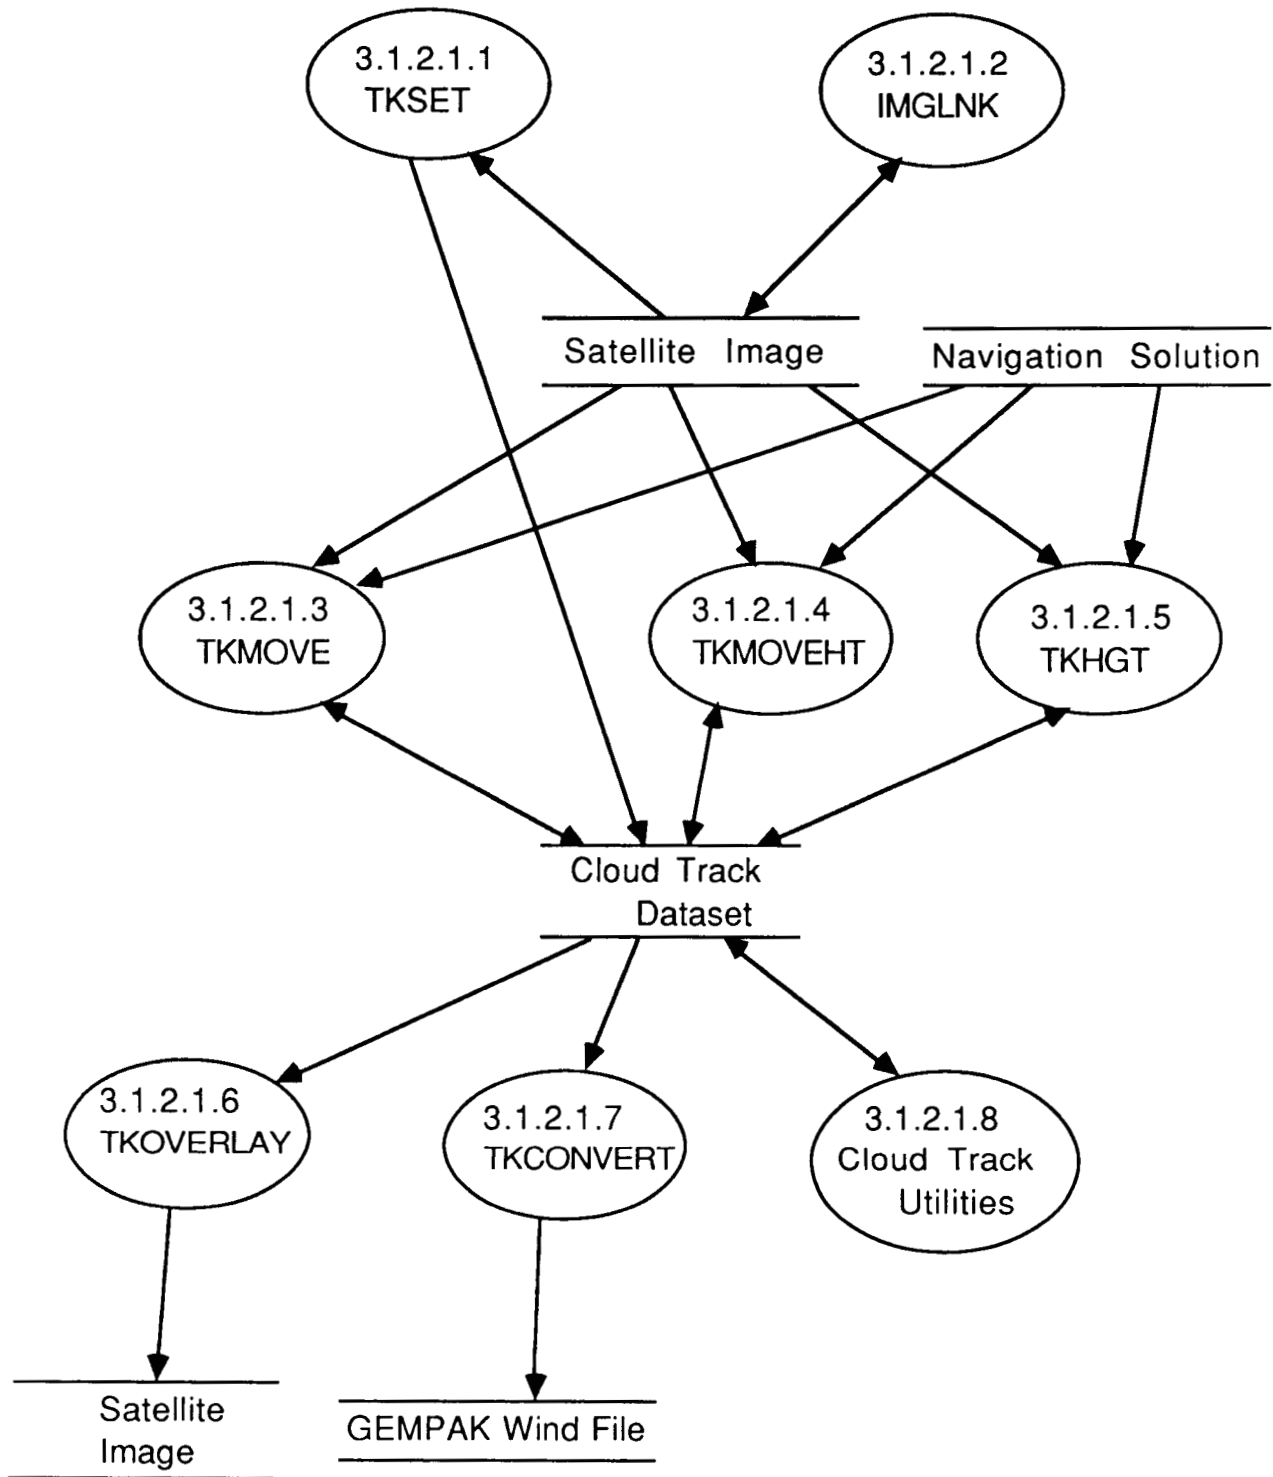 3.1.2.1.1
TKSET
3.1.2.1.2
IMGLNK
Satellite Image
Navigation Solution
3.1.2.1.3
TKMOVE
3.1.2.1.4
TKMOVEHT
3.1.2.1.5
TKHGT
Cloud Track
Dataset
3.1.2.1.6
TKOVERLAY
3.1.2.1.7
TKCONVERT
3.1.2.1.8
Cloud Track
Utilities
Satellite
Image
GEMPAK Wind File